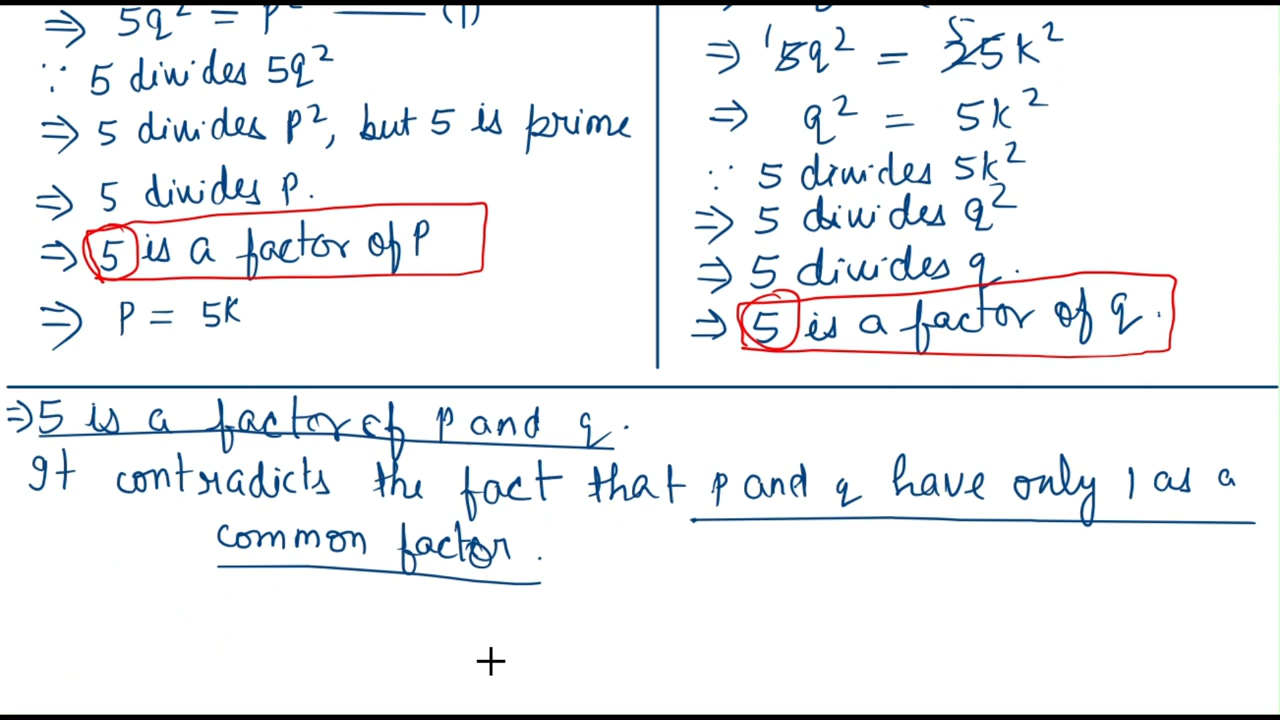 ⇒ 5q² = p² —— (1)
∵ 5 divides 5q²
⇒ 5 divides p², but 5 is prime
⇒ 5 divides p.
⇒ 5 is a factor of p
⇒ p = 5k
⇒ ¹5q² = ⁵25k²
⇒ q² = 5k²
∵ 5 divides 5k²
⇒ 5 divides q²
⇒ 5 divides q.
⇒ 5 is a factor of q.
⇒ 5 is a factor of p and q.
It contradicts the fact that p and q have only 1 as a
common factor.